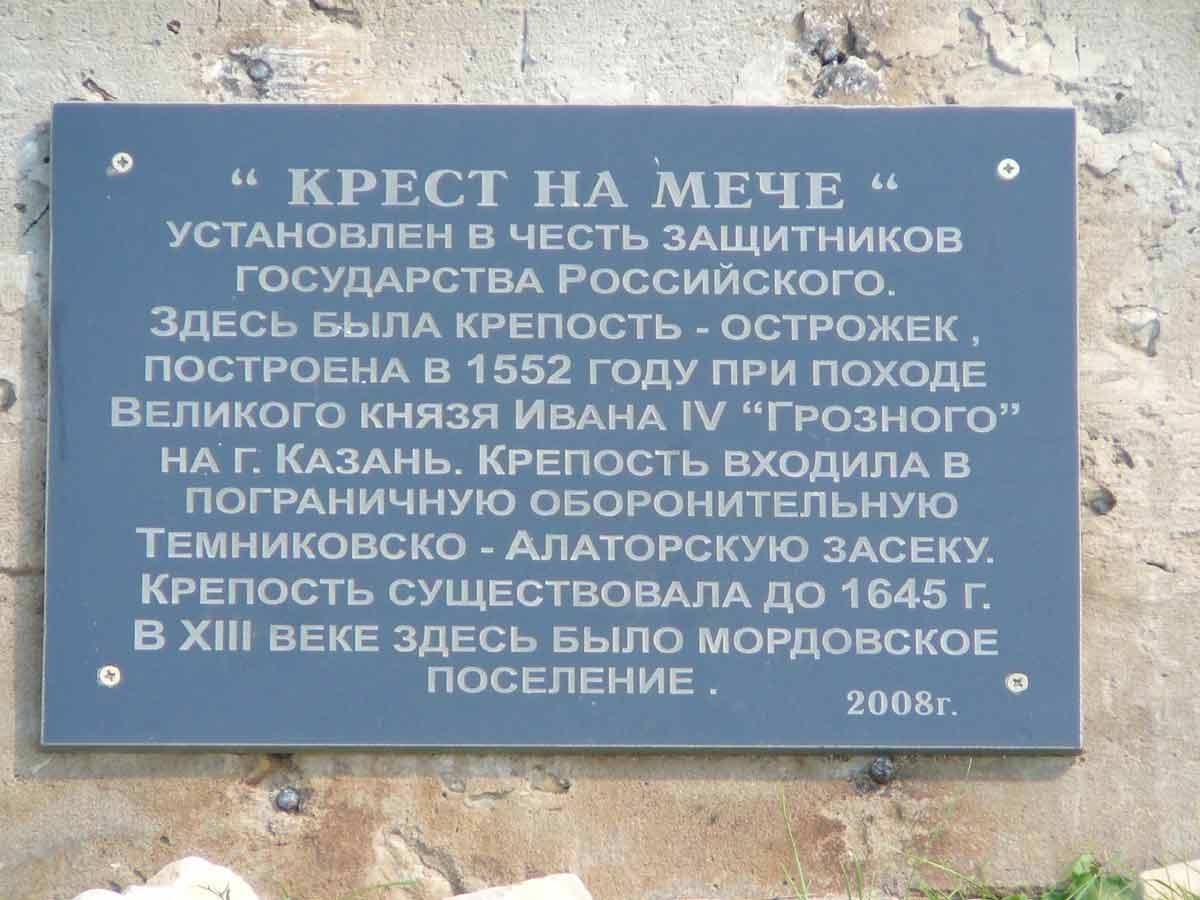 “ КРЕСТ НА МЕЧЕ “
УСТАНОВЛЕН В ЧЕСТЬ ЗАЩИТНИКОВ
ГОСУДАРСТВА РОССИЙСКОГО.
ЗДЕСЬ БЫЛА КРЕПОСТЬ - ОСТРОЖЕК ,
ПОСТРОЕНА В 1552 ГОДУ ПРИ ПОХОДЕ
ВЕЛИКОГО КНЯЗЯ ИВАНА IV “ГРОЗНОГО”
НА Г. КАЗАНЬ. КРЕПОСТЬ ВХОДИЛА В
ПОГРАНИЧНУЮ ОБОРОНИТЕЛЬНУЮ
ТЕМНИКОВСКО - АЛАТОРСКУЮ ЗАСЕКУ.
КРЕПОСТЬ СУЩЕСТВОВАЛА ДО 1645 Г.
В XIII ВЕКЕ ЗДЕСЬ БЫЛО МОРДОВСКОЕ
ПОСЕЛЕНИЕ .
2008г.